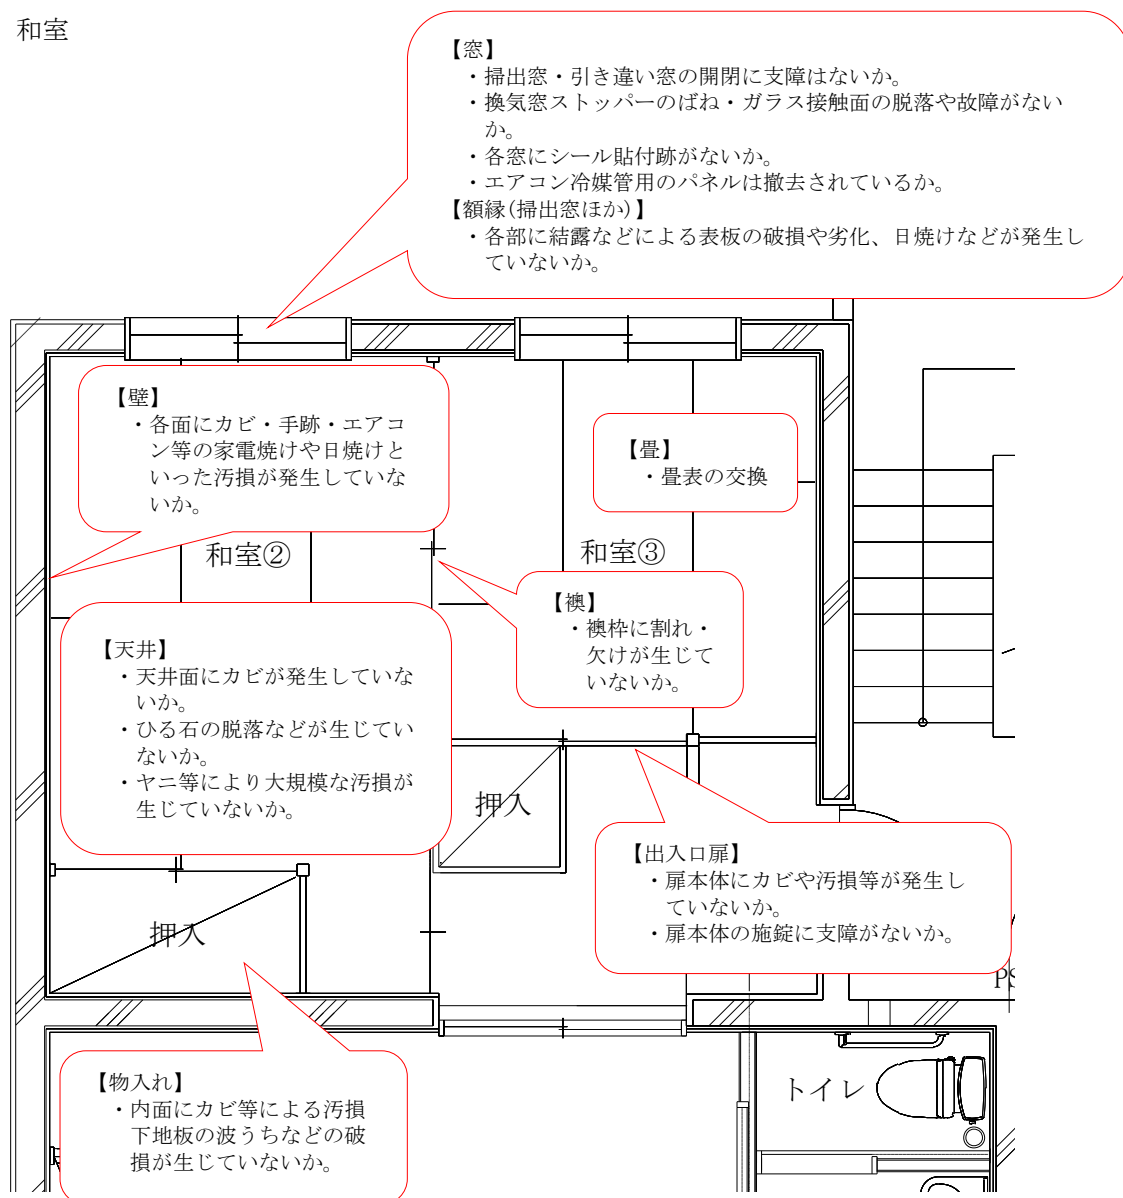 和室
【窓】
・掃出窓・引き違い窓の開閉に支障はないか。
・換気窓ストッパーのばね・ガラス接触面の脱落や故障がない
か。
・各窓にシール貼付跡がないか。
・エアコン冷媒管用のパネルは撤去されているか。
【額縁(掃出窓ほか)】
・各部に結露などによる表板の破損や劣化、日焼けなどが発生し
ていないか。
【壁】
・各面にカビ・手跡・エアコ
ン等の家電焼けや日焼けと
いった汚損が発生していな
いか。
【畳】
・畳表の交換
和室②
和室③
【襖】
・襖枠に割れ・
欠けが生じて
いないか。
【天井】
・天井面にカビが発生していな
いか。
・ひる石の脱落などが生じてい
ないか。
・ヤニ等により大規模な汚損が
生じていないか。
押入
【出入口扉】
・扉本体にカビや汚損等が発生し
ていないか。
・扉本体の施錠に支障がないか。
押入
PS
【物入れ】
・内面にカビ等による汚損
下地板の波うちなどの破
損が生じていないか。
トイレ